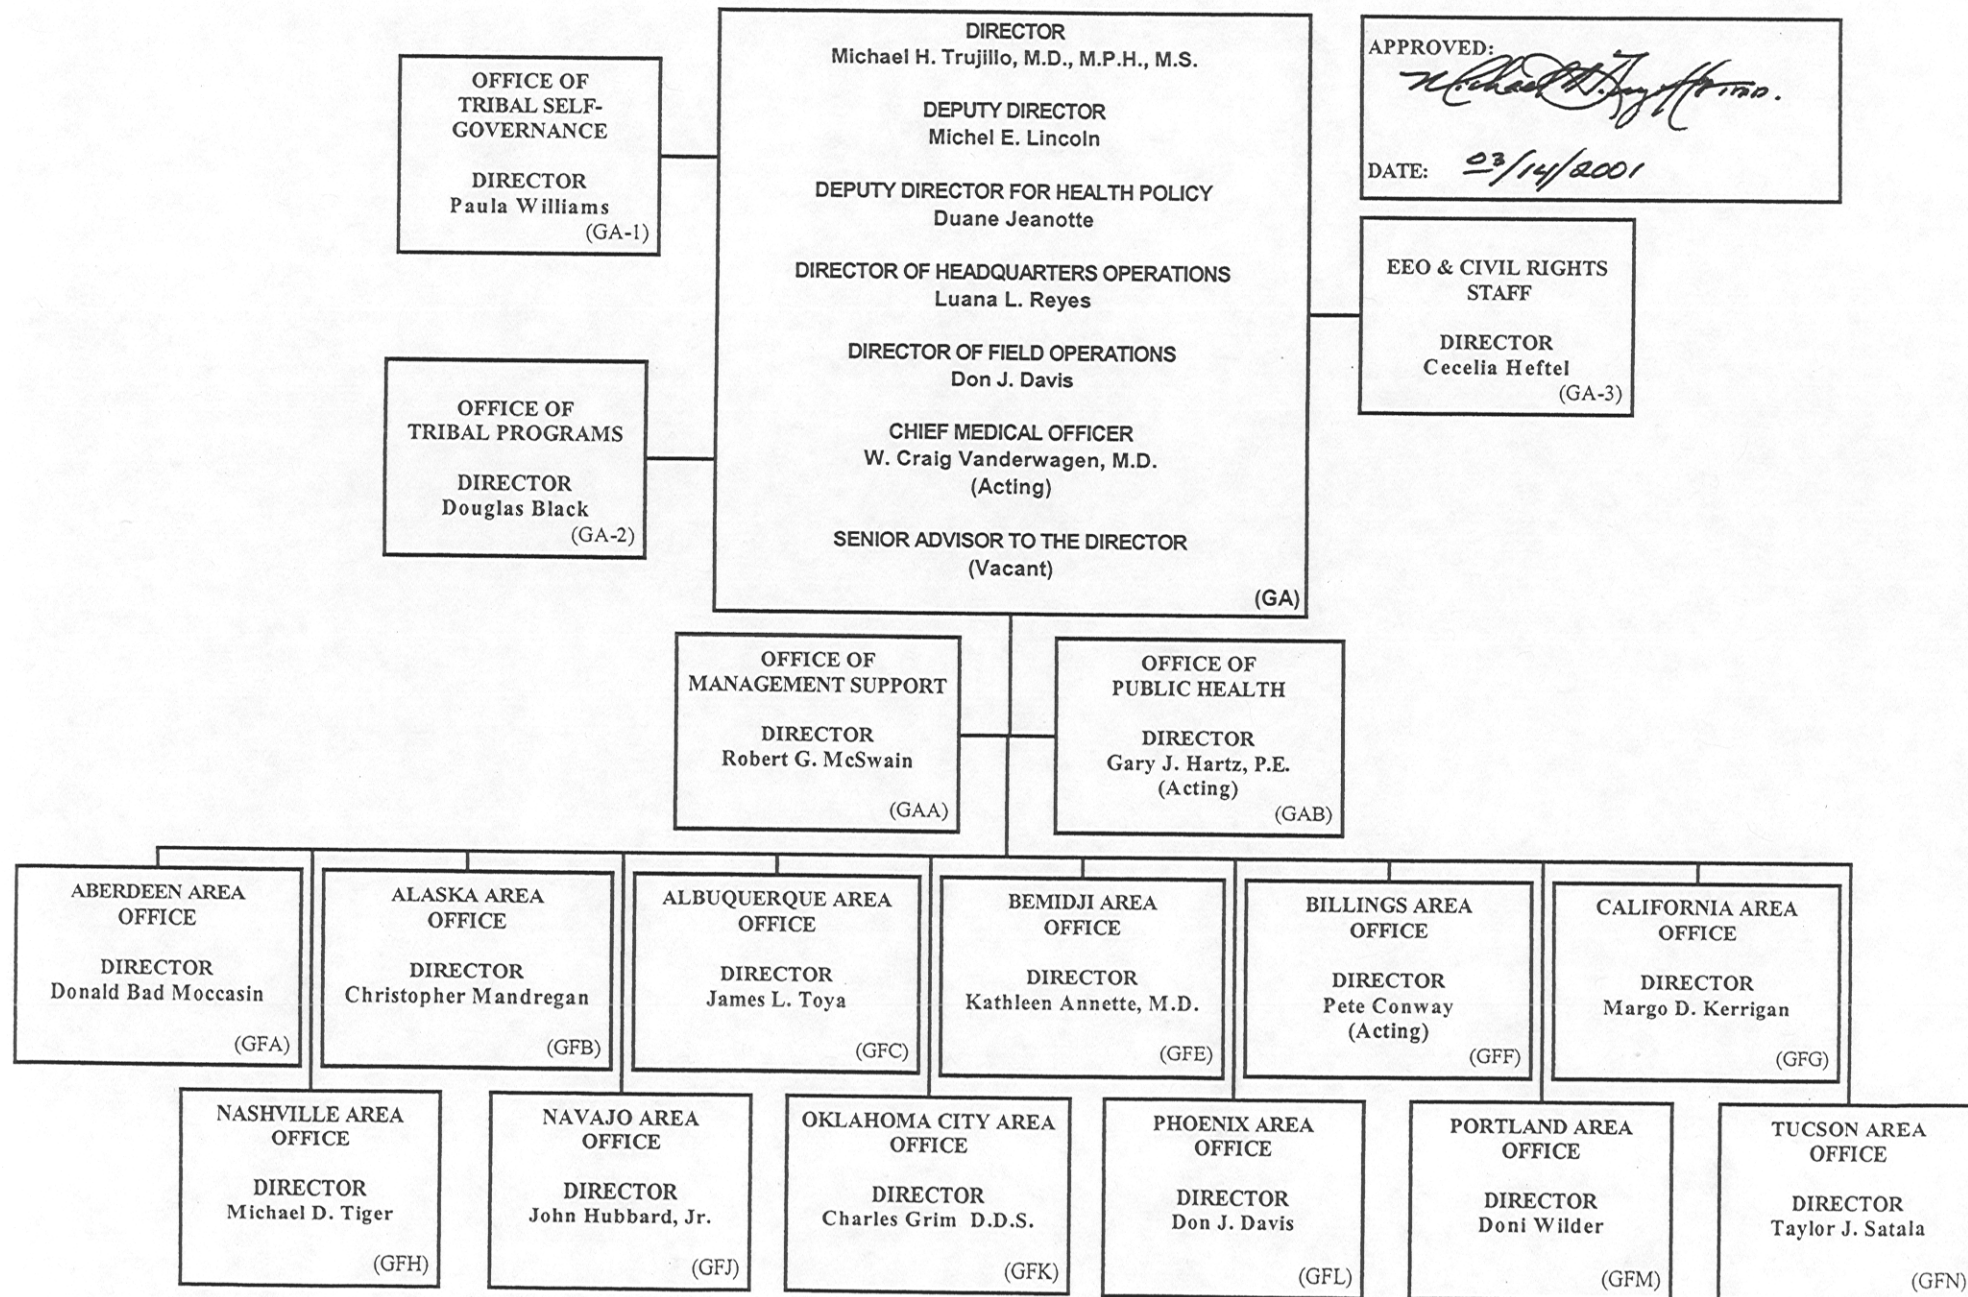 DIRECTOR
Michael H. Trujillo, M.D., M.P.H., M.S.
DEPUTY DIRECTOR
Michel E. Lincoln
DEPUTY DIRECTOR FOR HEALTH POLICY
Duane Jeanotte
DIRECTOR OF HEADQUARTERS OPERATIONS
Luana L. Reyes
DIRECTOR OF FIELD OPERATIONS
Don J. Davis
CHIEF MEDICAL OFFICER
W. Craig Vanderwagen, M.D.
(Acting)
SENIOR ADVISOR TO THE DIRECTOR
(Vacant)
(GA)
APPROVED:
DATE: 03/14/2001
OFFICE OF
TRIBAL SELF-
GOVERNANCE
DIRECTOR
Paula Williams
(GA-1)
EEO & CIVIL RIGHTS
STAFF
DIRECTOR
Cecelia Heftel
(GA-3)
OFFICE OF
TRIBAL PROGRAMS
DIRECTOR
Douglas Black
(GA-2)
OFFICE OF
MANAGEMENT SUPPORT
DIRECTOR
Robert G. McSwain
(GAA)
OFFICE OF
PUBLIC HEALTH
DIRECTOR
Gary J. Hartz, P.E.
(Acting)
(GAB)
ABERDEEN AREA
OFFICE
DIRECTOR
Donald Bad Moccasin
(GFA)
ALASKA AREA
OFFICE
DIRECTOR
Christopher Mandregan
(GFB)
ALBUQUERQUE AREA
OFFICE
DIRECTOR
James L. Toya
(GFC)
BEMIDJI AREA
OFFICE
DIRECTOR
Kathleen Annette, M.D.
(GFE)
BILLINGS AREA
OFFICE
DIRECTOR
Pete Conway
(Acting)
(GFF)
CALIFORNIA AREA
OFFICE
DIRECTOR
Margo D. Kerrigan
(GFG)
NASHVILLE AREA
OFFICE
DIRECTOR
Michael D. Tiger
(GFH)
NAVAJO AREA
OFFICE
DIRECTOR
John Hubbard, Jr.
(GFJ)
OKLAHOMA CITY AREA
OFFICE
DIRECTOR
Charles Grim D.D.S.
(GFK)
PHOENIX AREA
OFFICE
DIRECTOR
Don J. Davis
(GFL)
PORTLAND AREA
OFFICE
DIRECTOR
Doni Wilder
(GFM)
TUCSON AREA
OFFICE
DIRECTOR
Taylor J. Satala
(GFN)